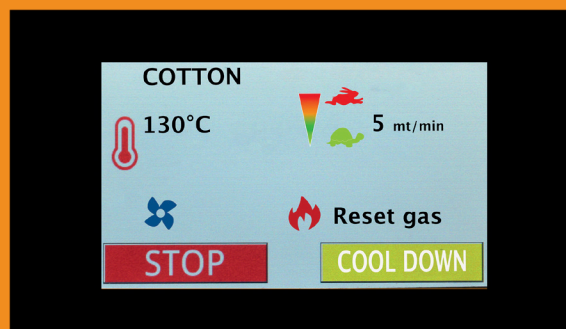 COTTON
130°C
5 mt/min
Reset gas
STOP
COOL DOWN